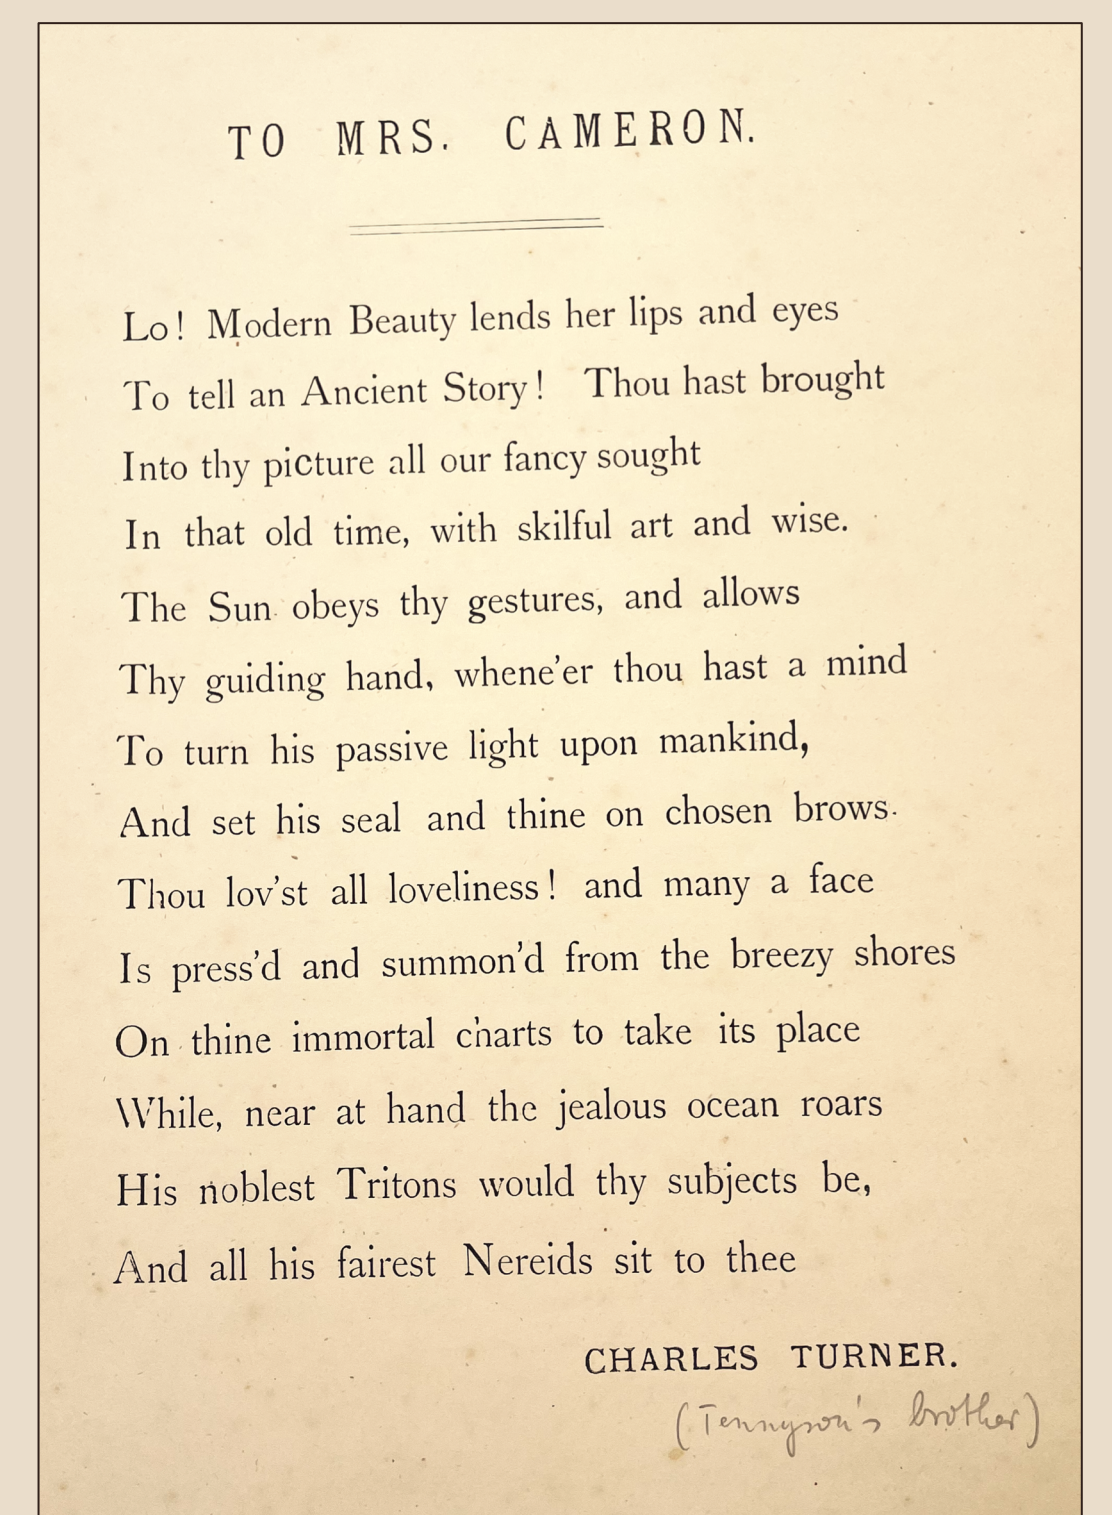 TO MRS. CAMERON.
Lo! Modern Beauty lends her lips and eyes
To tell an Ancient Story! Thou hast brought
Into thy picture all our fancy sought
In that old time, with skilful art and wise.
The Sun obeys thy gestures, and allows
Thy guiding hand, whene'er thou hast a mind
To turn his passive light upon mankind,
And set his seal and thine on chosen brows.
Thou lov'st all loveliness! and many a face
Is press'd and summon'd from the breezy shores
On thine immortal charts to take its place
While, near at hand the jealous ocean roars
His noblest Tritons would thy subjects be,
And all his fairest Nereids sit to thee
CHARLES TURNER.
(Tennyson's brother)